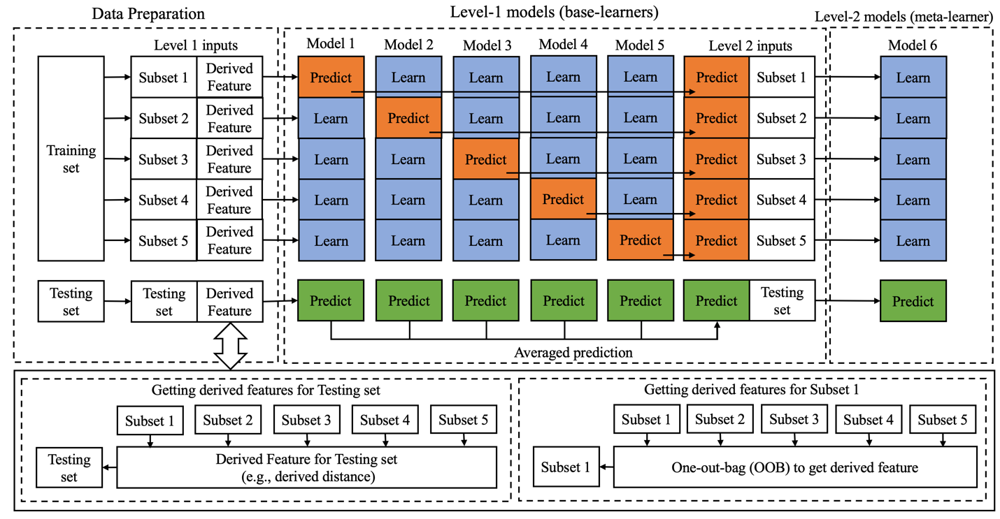 Data Preparation
Level-1 models (base-learners)
Level-2 models (meta-learner)
Level 1 inputs
Model 1
Model 2
Model 3
Model 4
Model 5
Level 2 inputs
Model 6
Training
set
Subset 1
Derived
Feature
Predict
Learn
Learn
Learn
Learn
Predict
Subset 1
Learn
Subset 2
Derived
Feature
Learn
Predict
Learn
Learn
Learn
Predict
Subset 2
Learn
Subset 3
Derived
Feature
Learn
Learn
Predict
Learn
Learn
Predict
Subset 3
Learn
Subset 4
Derived
Feature
Learn
Learn
Learn
Predict
Learn
Predict
Subset 4
Learn
Subset 5
Derived
Feature
Learn
Learn
Learn
Learn
Predict
Predict
Subset 5
Learn
Testing
set
Testing
set
Derived
Feature
Predict
Predict
Predict
Predict
Predict
Predict
Testing
set
Predict
Averaged prediction
Getting derived features for Testing set
Subset 1
Subset 2
Subset 3
Subset 4
Subset 5
Testing
set
Derived Feature for Testing set
(e.g., derived distance)
Getting derived features for Subset 1
Subset 1
Subset 2
Subset 3
Subset 4
Subset 5
Subset 1
One-out-bag (OOB) to get derived feature